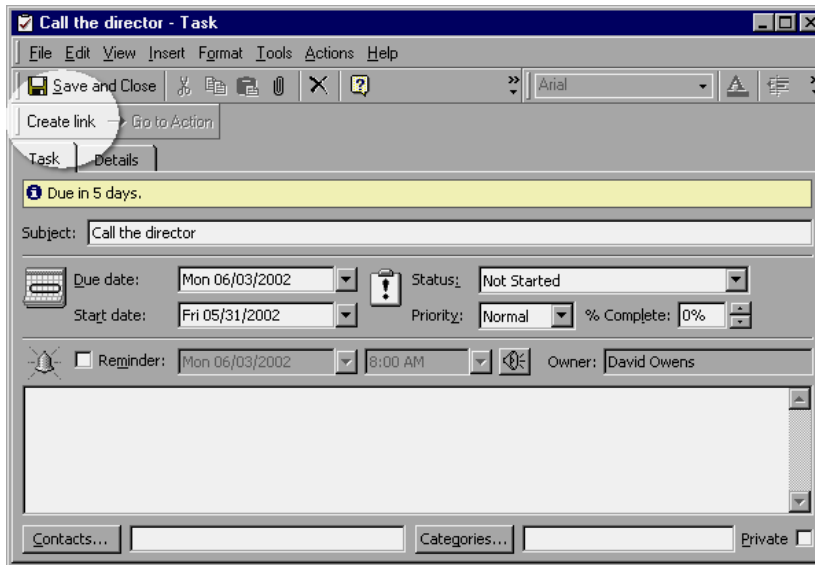 Call the director - Task
File Edit View Insert Format Tools Actions Help
Save and Close Arial A
Create link Go to Action
Task Details
Due in 5 days.
Subject: Call the director
Due date: Mon 06/03/2002 Status: Not Started
Start date: Fri 05/31/2002 Priority: Normal % Complete: 0%
Reminder: Mon 06/03/2002 8:00 AM Owner: David Owens
Contacts... Categories... Private